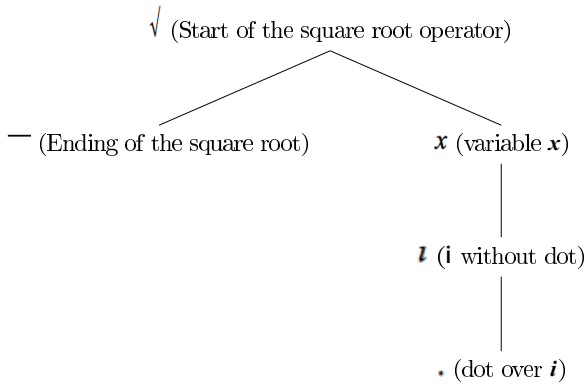 √ (Start of the square root operator)
— (Ending of the square root)
x (variable x)
ı (i without dot)
. (dot over i)